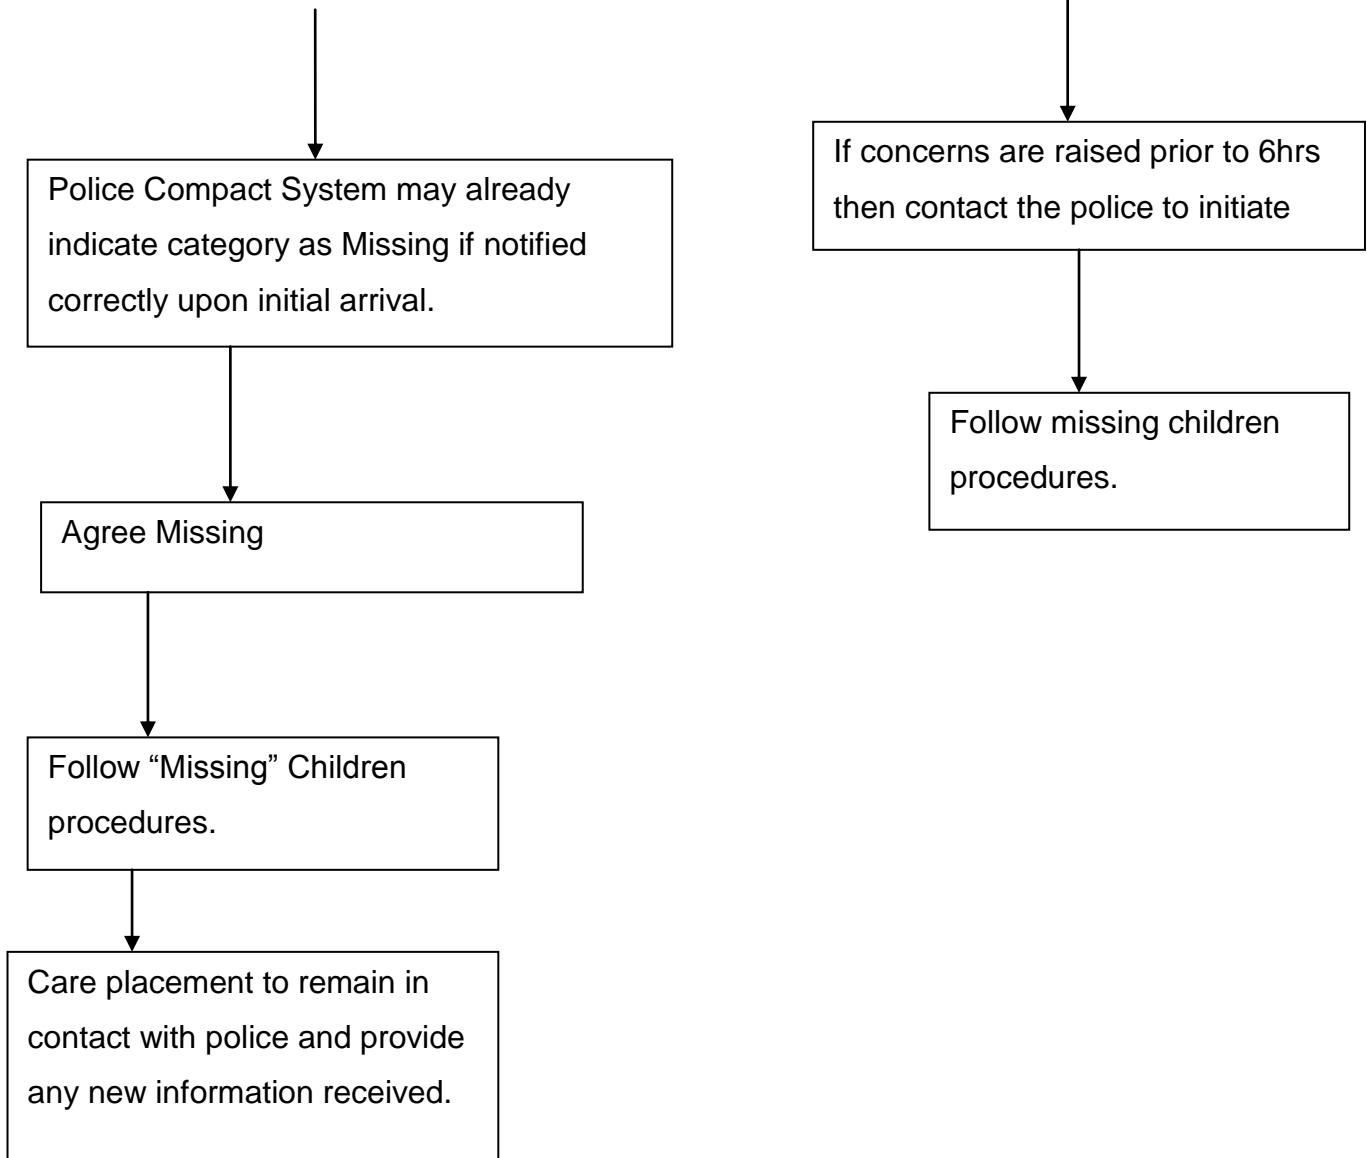 Police Compact System may already
indicate category as Missing if notified
correctly upon initial arrival.
Agree Missing
Follow “Missing” Children
procedures.
Care placement to remain in
contact with police and provide
any new information received.
If concerns are raised prior to 6hrs
then contact the police to initiate
Follow missing children
procedures.